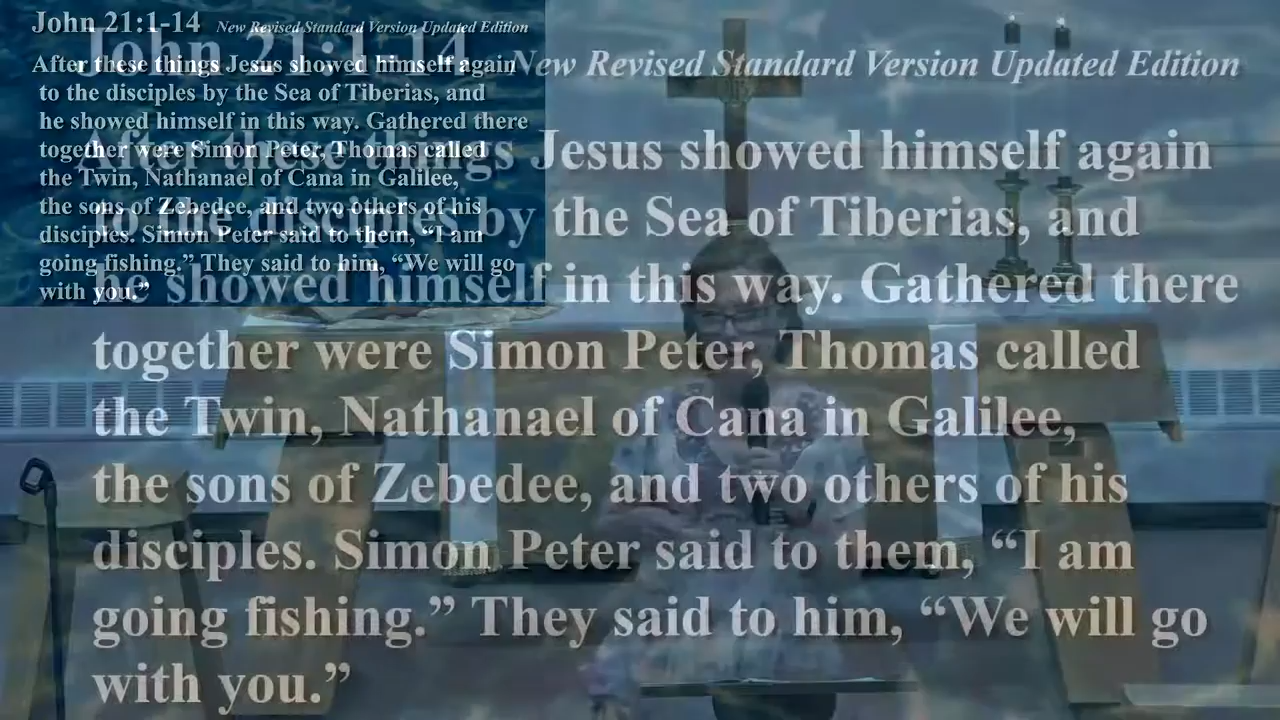 John 21:1-14 New Revised Standard Version Updated Edition
After these things Jesus showed himself again
to the disciples by the Sea of Tiberias, and
he showed himself in this way. Gathered there
together were Simon Peter, Thomas called
the Twin, Nathanael of Cana in Galilee,
the sons of Zebedee, and two others of his
disciples. Simon Peter said to them, “I am
going fishing.” They said to him, “We will go
with you.”
John 21:1-14 New Revised Standard Version Updated Edition
After these things Jesus showed himself again
to the disciples by the Sea of Tiberias, and
he showed himself in this way. Gathered there
together were Simon Peter, Thomas called
the Twin, Nathanael of Cana in Galilee,
the sons of Zebedee, and two others of his
disciples. Simon Peter said to them, “I am
going fishing.” They said to him, “We will go
with you.”